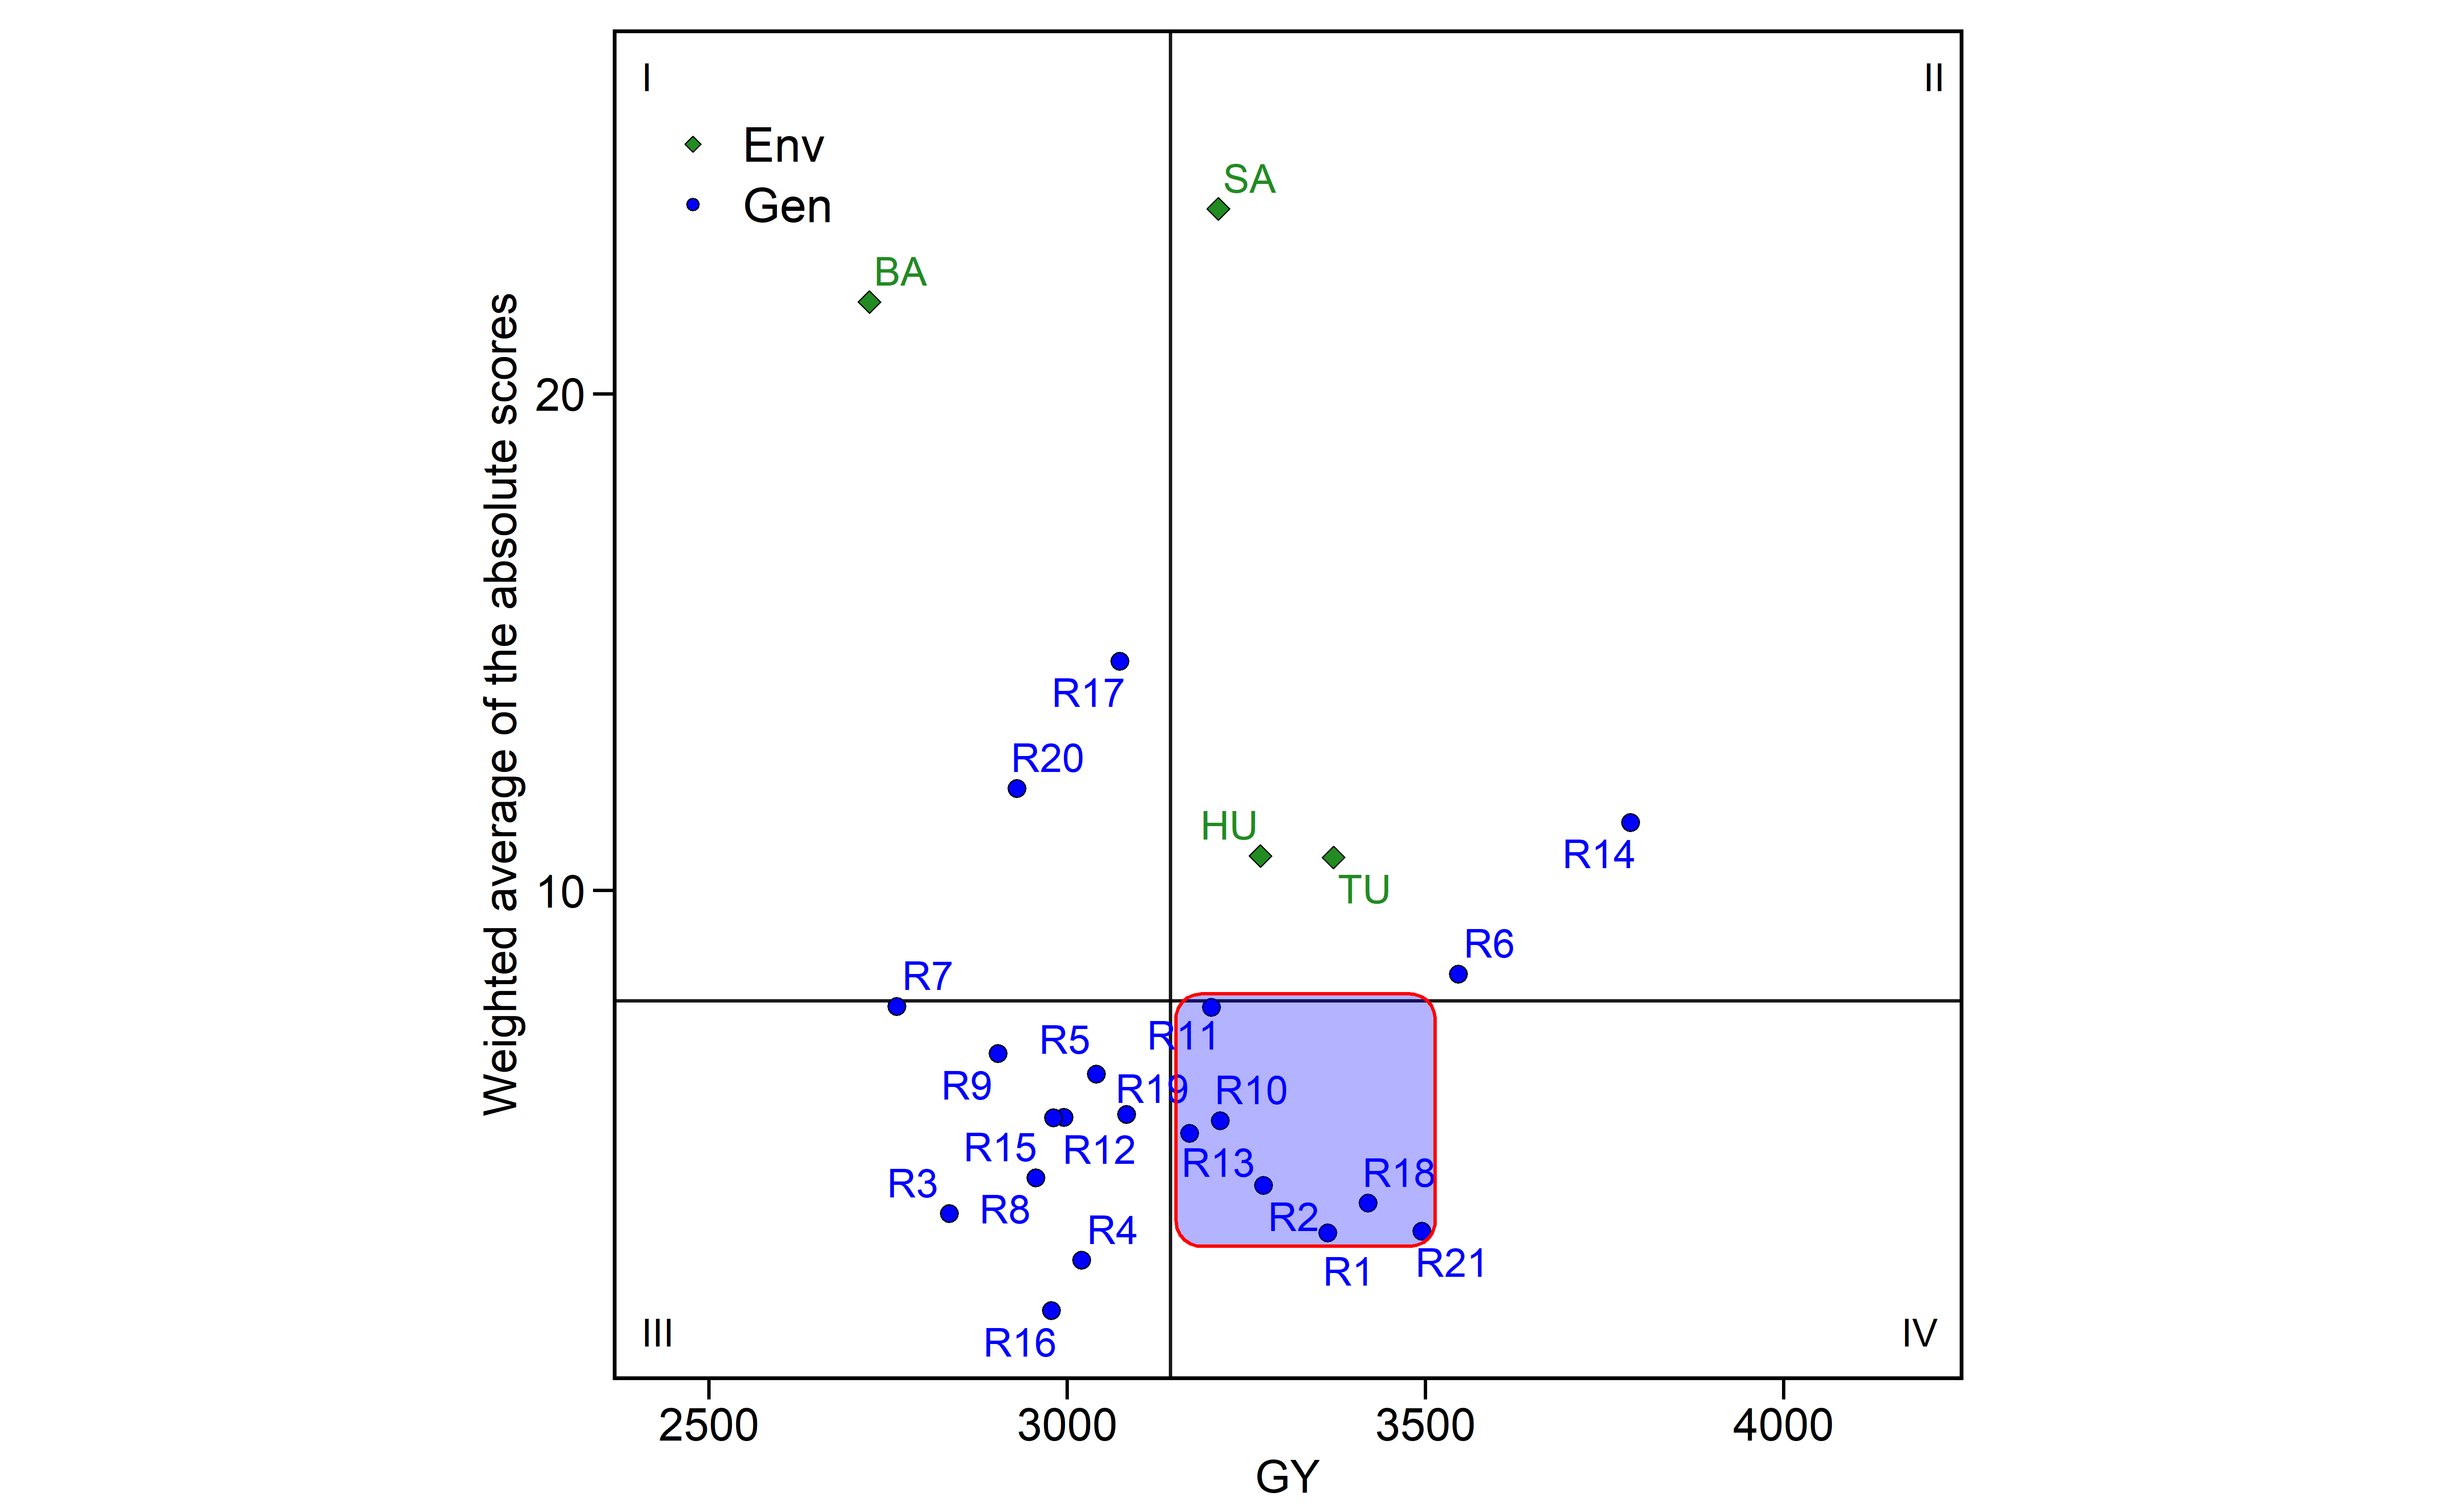 I
II
Env
Gen
SA
BA
Weighted average of the absolute scores
20
R17
R20
HU
R14
10
TU
R6
R7
R11
R5
R9
R19
R10
R15
R12
R13
R3
R18
R8
R2
R4
R1
R21
III
IV
R16
2500
3000
3500
4000
GY